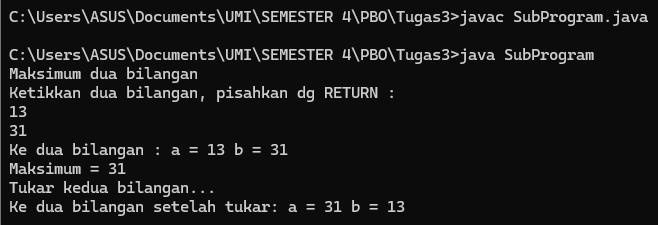 C:\Users\ASUS\Documents\UMI\SEMESTER 4\PBO\Tugas3>javac SubProgram.java
C:\Users\ASUS\Documents\UMI\SEMESTER 4\PBO\Tugas3>java SubProgram
Maksimum dua bilangan
Ketikkan dua bilangan, pisahkan dg RETURN :
13
31
Ke dua bilangan : a = 13 b = 31
Maksimum = 31
Tukar kedua bilangan...
Ke dua bilangan setelah tukar: a = 31 b = 13